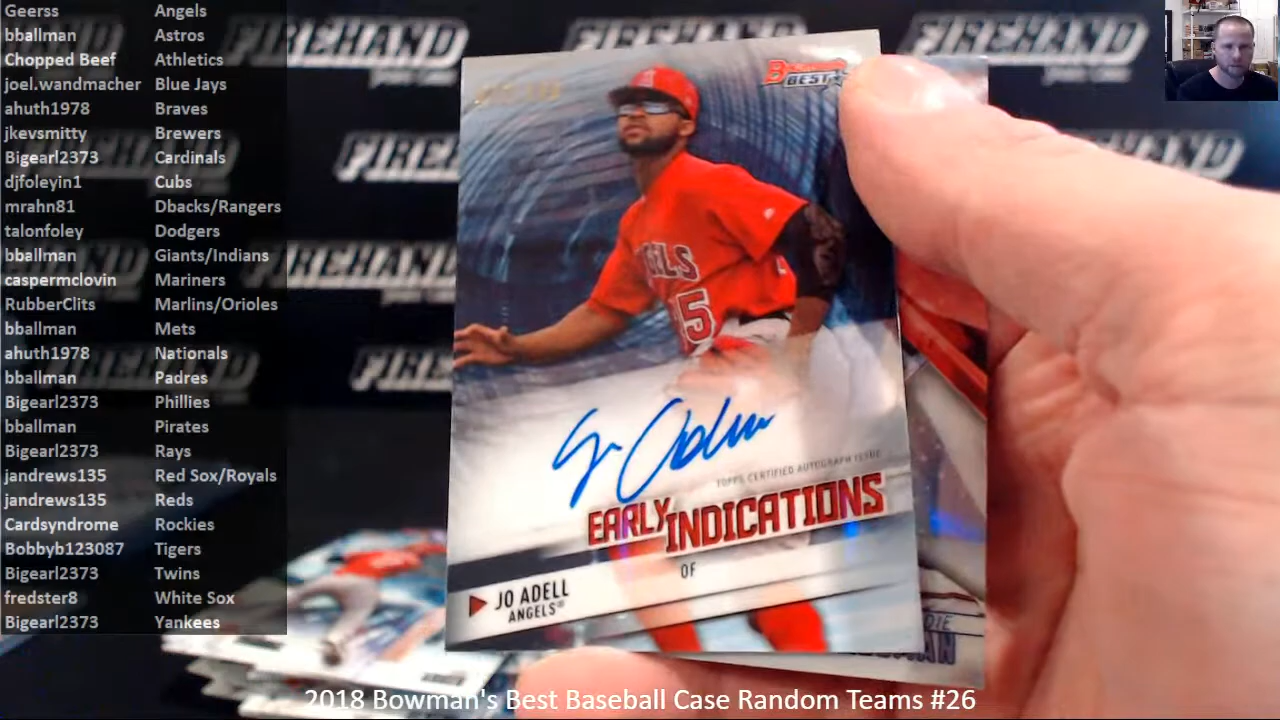 Geerss Angels
bballman Astros
Chopped Beef Athletics
joel.wandmacher Blue Jays
ahuth1978 Braves
jkevsmitty Brewers
Bigearl2373 Cardinals
djfoleyin1 Cubs
mrahn81 Dbacks/Rangers
talonfoley Dodgers
bballman Giants/Indians
caspermclovin Mariners
RubberClits Marlins/Orioles
bballman Mets
ahuth1978 Nationals
bballman Padres
Bigearl2373 Phillies
bballman Pirates
Bigearl2373 Rays
jandrews135 Red Sox/Royals
jandrews135 Reds
Cardsyndrome Rockies
Bobbyb123087 Tigers
Bigearl2373 Twins
fredster8 White Sox
Bigearl2373 Yankees
FIREHAND
FIREHAND
BEST
TOPPS CERTIFIED AUTOGRAPH ISSUE
EARLY INDICATIONS
OF
JO ADELL
ANGELS®
2018 Bowman's Best Baseball Case Random Teams #26